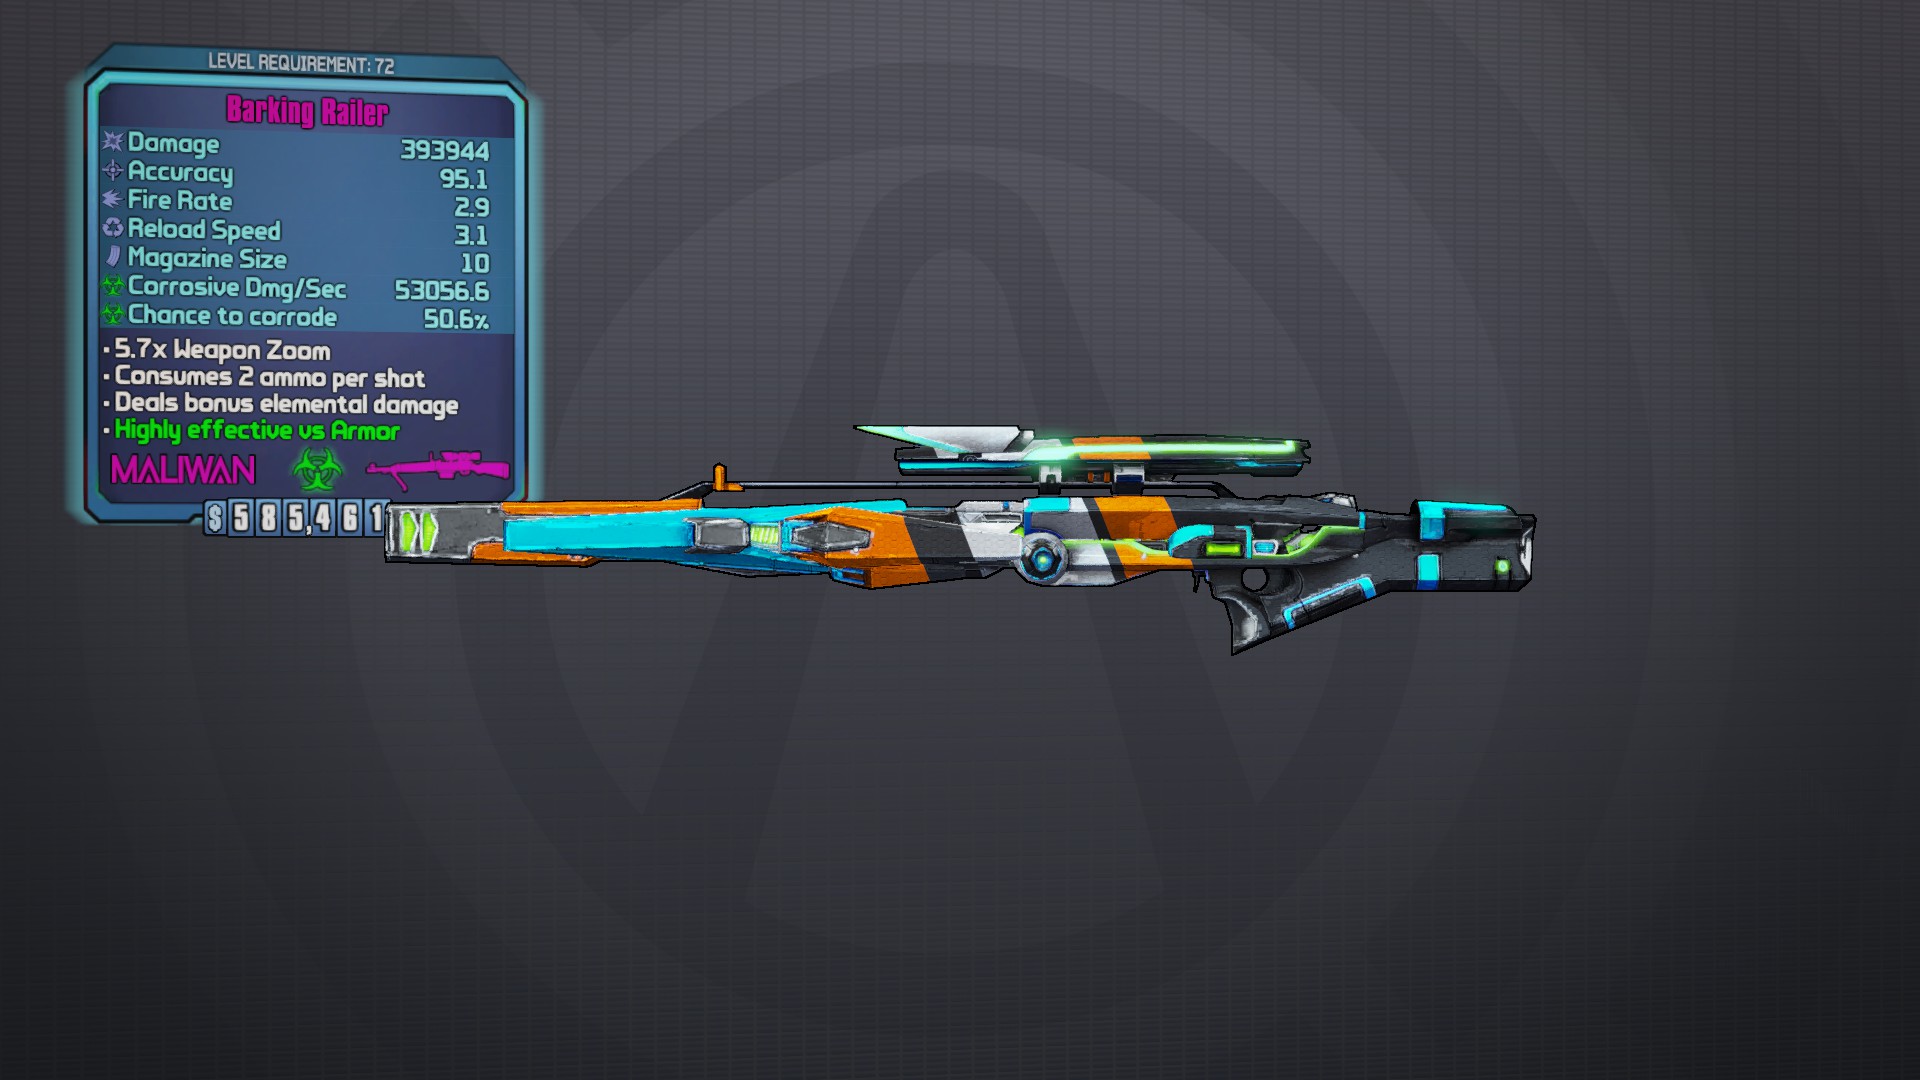 LEVEL REQUIREMENT: 72
Barking Railer
Damage 393944
Accuracy 95.1
Fire Rate 2.9
Reload Speed 3.1
Magazine Size 10
Corrosive Dmg/Sec 53056.6
Chance to corrode 50.6%
• 5.7x Weapon Zoom
• Consumes 2 ammo per shot
• Deals bonus elemental damage
• Highly effective vs Armor
MALIWAN
$585,461